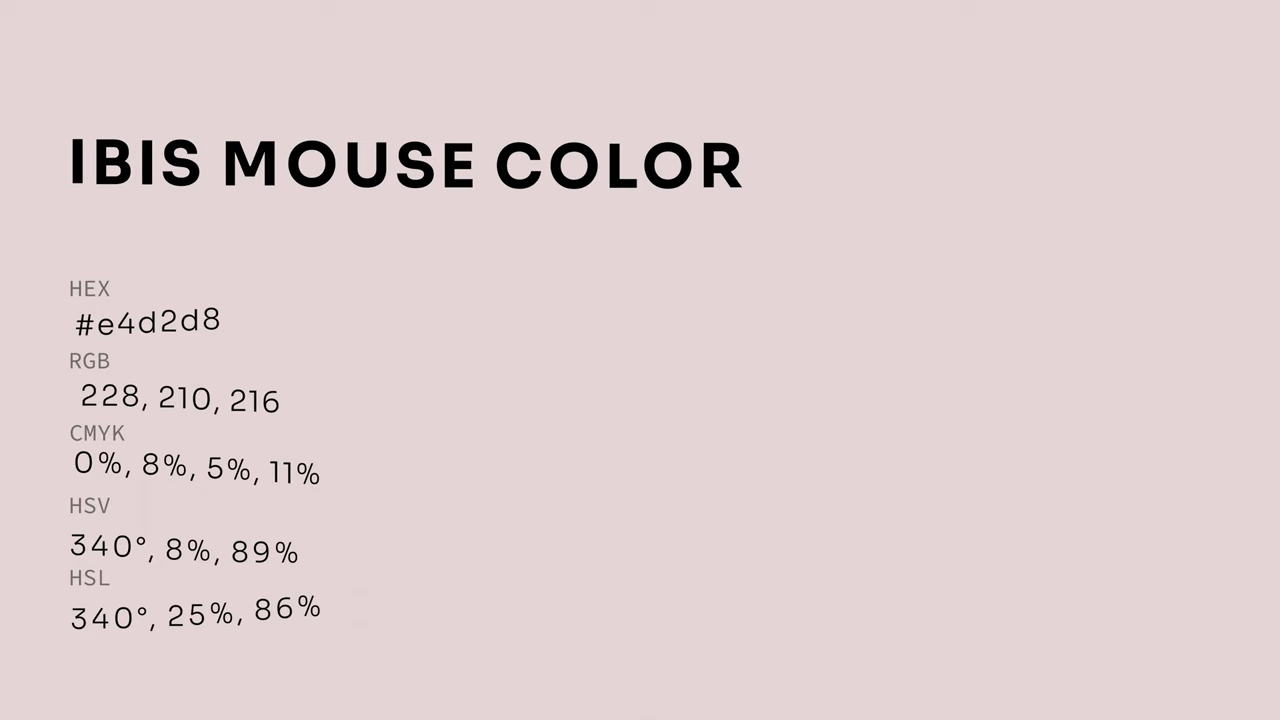 IBIS MOUSE COLOR
HEX
#e4d2d8
RGB
228, 210, 216
CMYK
0%, 8%, 5%, 11%
HSV
340°, 8%, 89%
HSL
340°, 25%, 86%